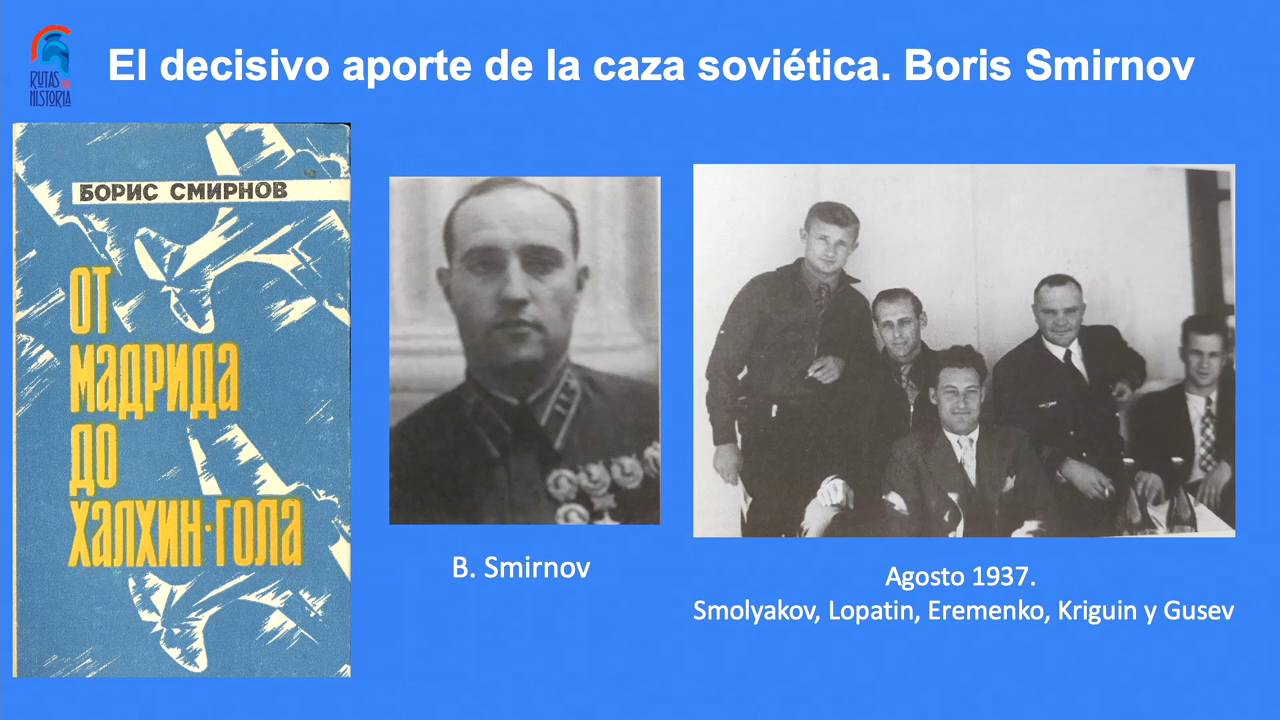 RUTAS
HISTORIA
El decisivo aporte de la caza soviética. Boris Smirnov
БОРИС СМИРНОВ
ОТ
МАДРИДА
ДО
ХАЛХИН·ГОЛА
B. Smirnov
Agosto 1937.
Smolyakov, Lopatin, Eremenko, Kriguin y Gusev